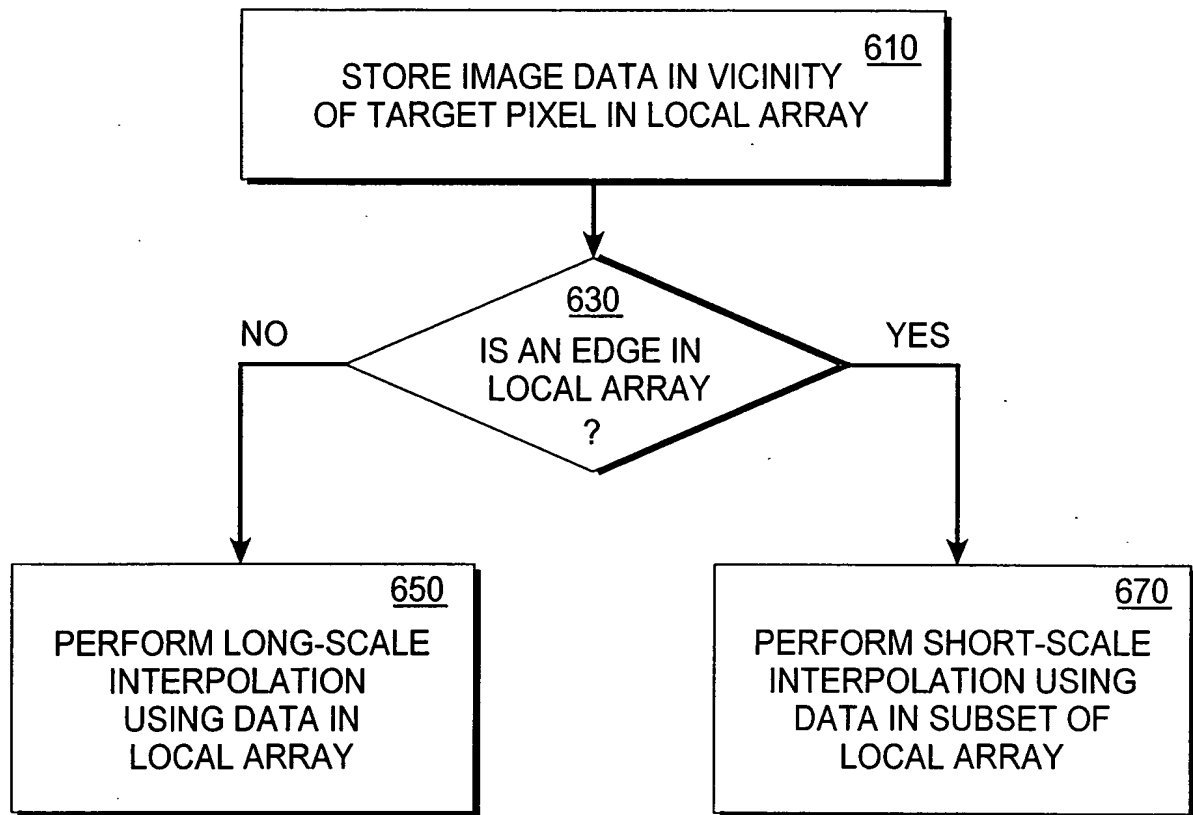 610
STORE IMAGE DATA IN VICINITY
OF TARGET PIXEL IN LOCAL ARRAY
630
IS AN EDGE IN
LOCAL ARRAY
?
NO
YES
650
PERFORM LONG-SCALE
INTERPOLATION
USING DATA IN
LOCAL ARRAY
670
PERFORM SHORT-SCALE
INTERPOLATION USING
DATA IN SUBSET OF
LOCAL ARRAY